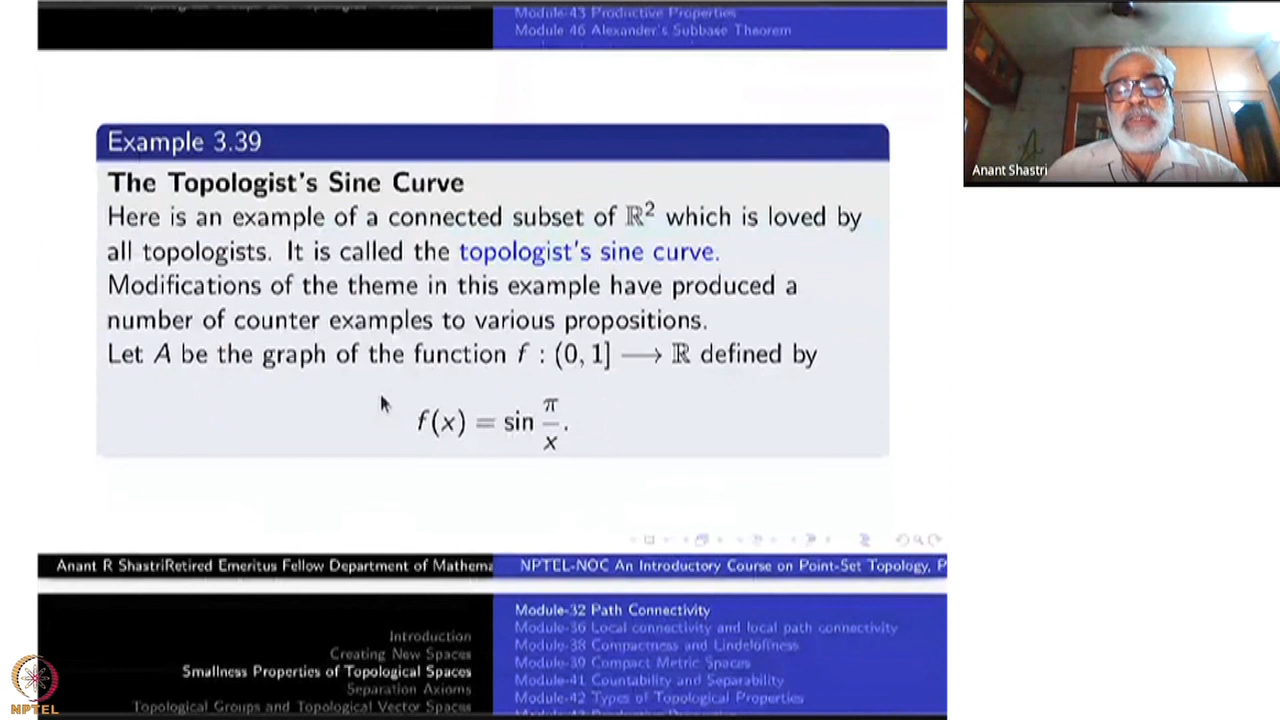 Module-43 Productive Properties
Module 46 Alexander's Subbase Theorem
Anant Shastri
Example 3.39
The Topologist's Sine Curve
Here is an example of a connected subset of ℝ² which is loved by
all topologists. It is called the topologist's sine curve.
Modifications of the theme in this example have produced a
number of counter examples to various propositions.
Let A be the graph of the function f : (0, 1] ⟶ ℝ defined by
f(x) = sin π/x.
Anant R ShastriRetired Emeritus Fellow Department of Mathema
NPTEL-NOC An Introductory Course on Point-Set Topology, P
Introduction
Creating New Spaces
Smallness Properties of Topological Spaces
Separation Axioms
Topological Groups and Topological Vector Spaces
Module-32 Path Connectivity
Module-36 Local connectivity and local path connectivity
Module-38 Compactness and Lindelöfness
Module-39 Compact Metric Spaces
Module-41 Countability and Separability
Module-42 Types of Topological Properties
NPTEL